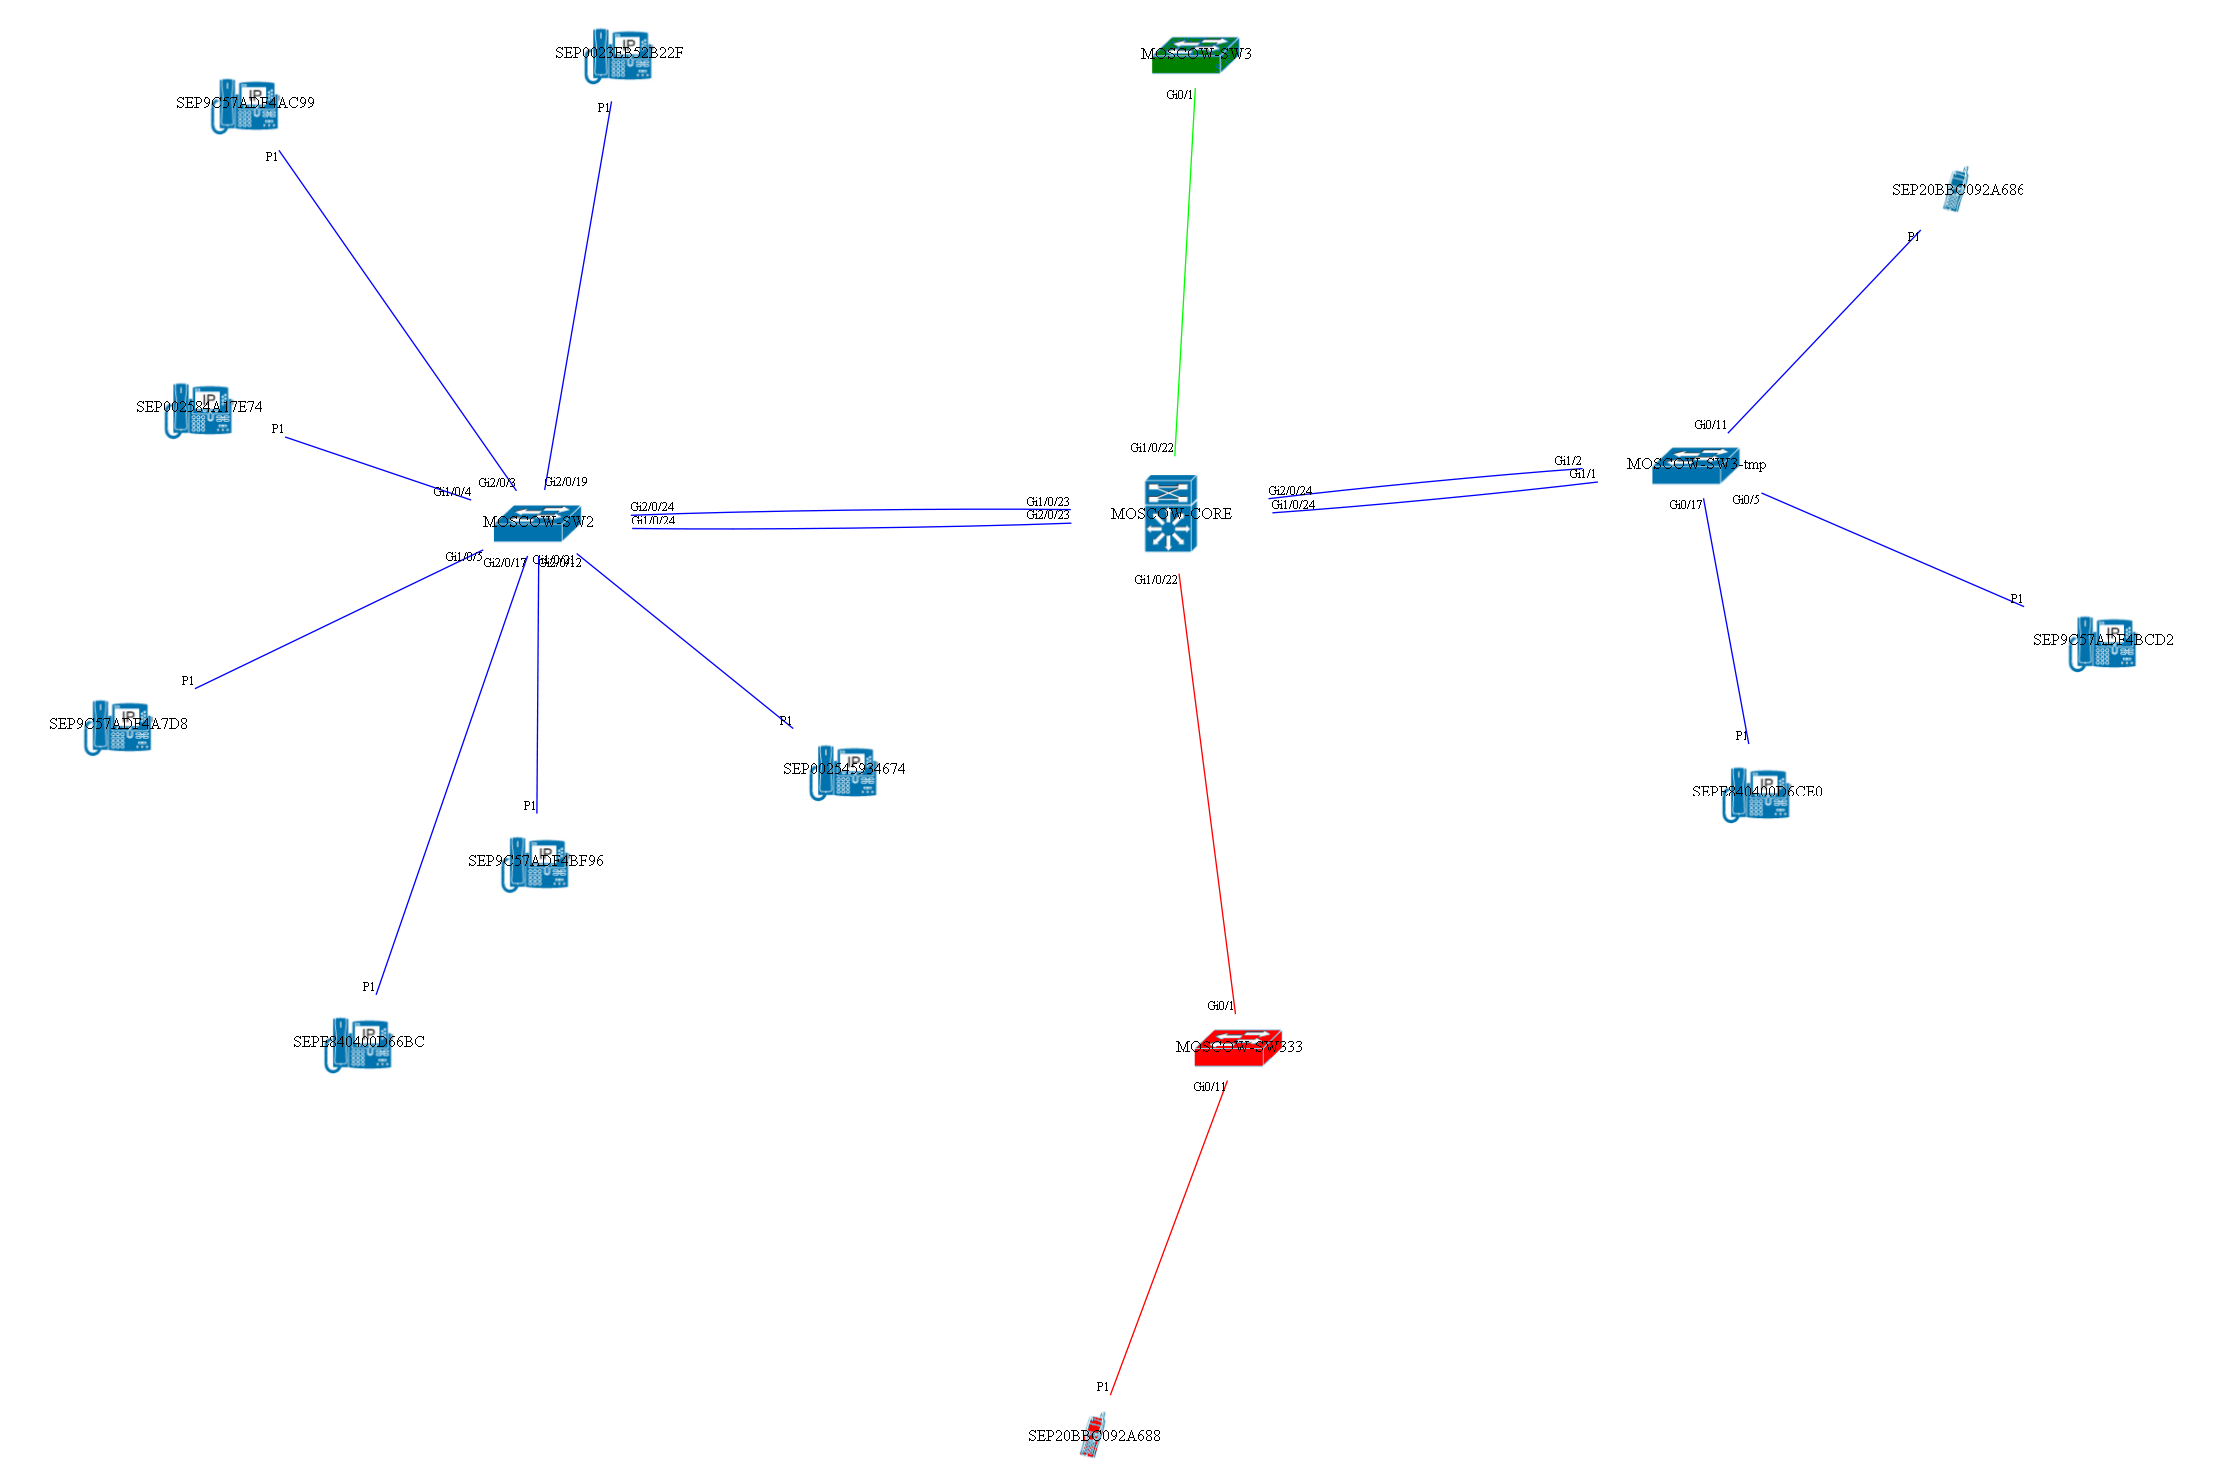 SEP0023EB52B22F
P1
MOSCOW-SW3
Gi0/1
IP
SEP9C57ADF4AC99
P1
SEP20BBC092A686
P1
SEP002584A17E74
P1
Gi1/0/4
Gi2/0/3
Gi2/0/19
MOSCOW-SW2
Gi2/0/24
Gi1/0/24
Gi1/0/5
Gi2/0/17
Gi2/0/12
Gi1/0/22
Gi1/0/23
Gi2/0/23
MOSCOW-CORE
Gi2/0/24
Gi1/0/24
Gi1/0/22
Gi1/2
Gi1/1
Gi0/11
MOSCOW-SW3-tmp
Gi0/17
Gi0/5
P1
SEP9C57ADF4BCD2
P1
SEP9C57ADF4A7D8
P1
SEP002545934674
P1
SEPE840400D6CE0
P1
SEP9C57ADF4BF96
P1
IP
SEPE840400D66BC
Gi0/1
MOSCOW-SW333
Gi0/11
P1
SEP20BBC092A688